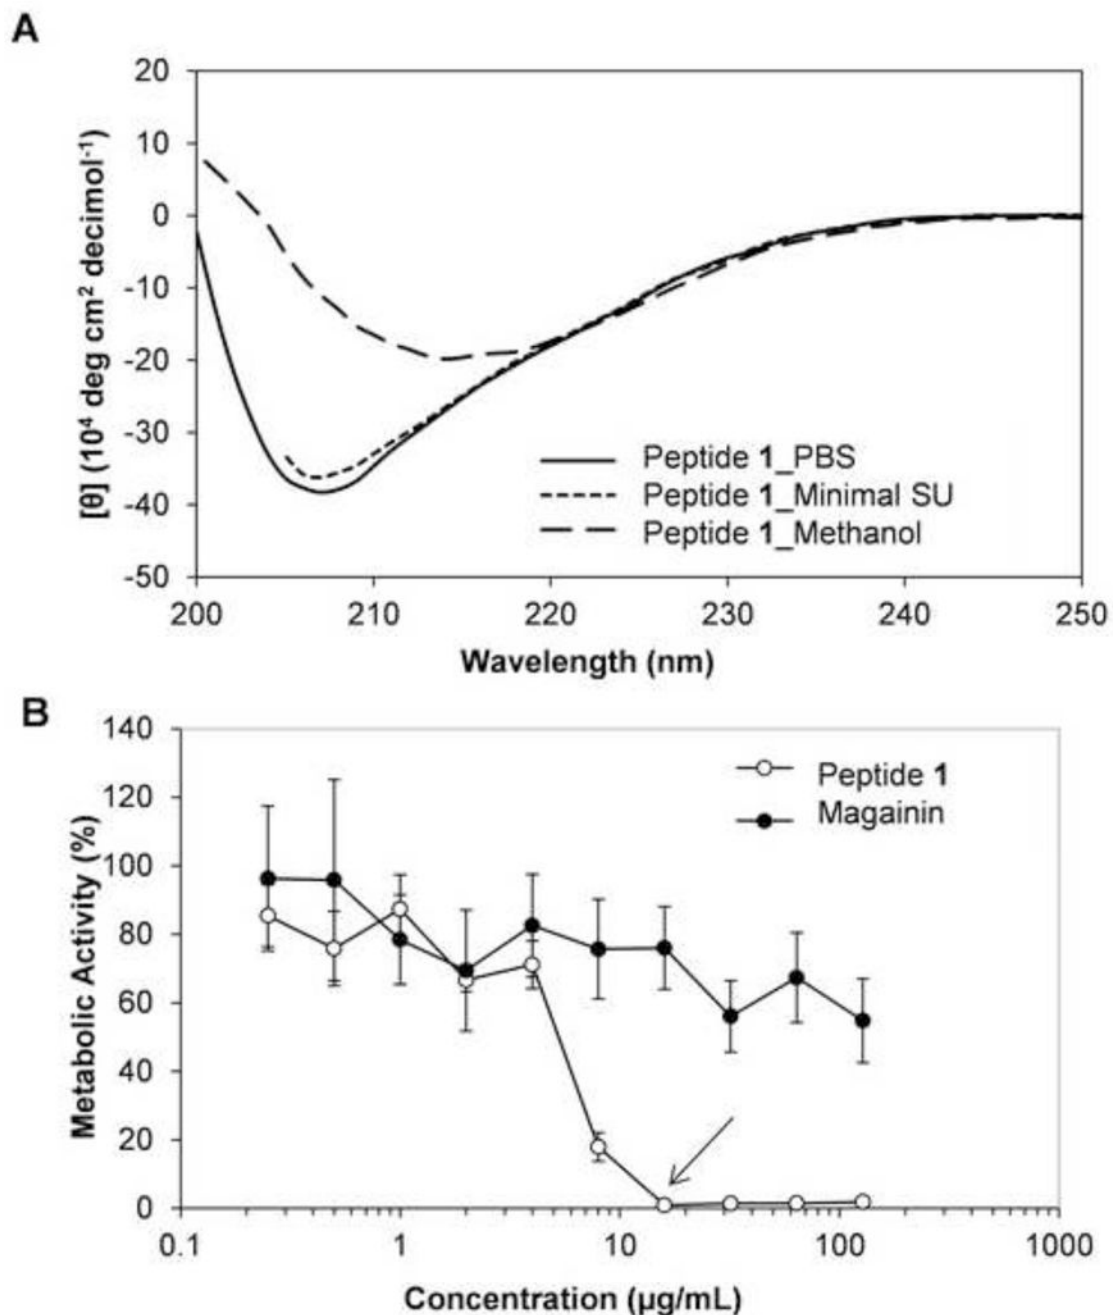 A
20
10
0
-10
-20
-30
-40
-50
[θ] (10⁴ deg cm² decimol⁻¹)
Peptide 1_PBS
Peptide 1_Minimal SU
Peptide 1_Methanol
200 210 220 230 240 250
Wavelength (nm)
B
140
120
100
80
60
40
20
0
Metabolic Activity (%)
Peptide 1
Magainin
0.1 1 10 100 1000
Concentration (µg/mL)